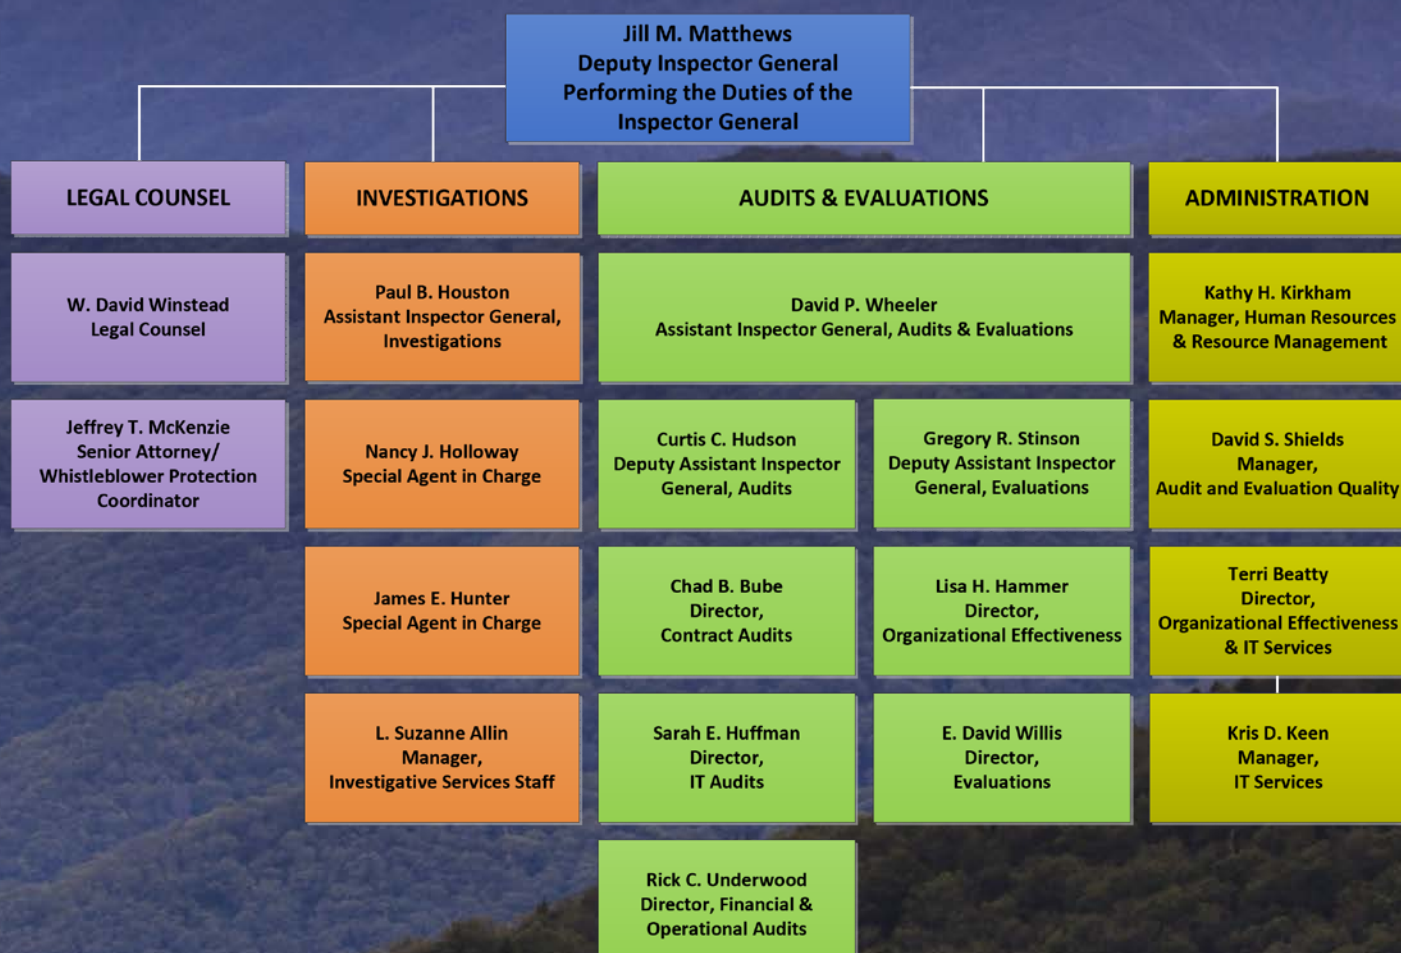 Jill M. Matthews
Deputy Inspector General
Performing the Duties of the
Inspector General
LEGAL COUNSEL
INVESTIGATIONS
AUDITS & EVALUATIONS
ADMINISTRATION
W. David Winstead
Legal Counsel
Paul B. Houston
Assistant Inspector General,
Investigations
David P. Wheeler
Assistant Inspector General, Audits & Evaluations
Kathy H. Kirkham
Manager, Human Resources
& Resource Management
Jeffrey T. McKenzie
Senior Attorney/
Whistleblower Protection
Coordinator
Nancy J. Holloway
Special Agent in Charge
Curtis C. Hudson
Deputy Assistant Inspector
General, Audits
Gregory R. Stinson
Deputy Assistant Inspector
General, Evaluations
David S. Shields
Manager,
Audit and Evaluation Quality
James E. Hunter
Special Agent in Charge
Chad B. Bube
Director,
Contract Audits
Lisa H. Hammer
Director,
Organizational Effectiveness
Terri Beatty
Director,
Organizational Effectiveness
& IT Services
L. Suzanne Allin
Manager,
Investigative Services Staff
Sarah E. Huffman
Director,
IT Audits
E. David Willis
Director,
Evaluations
Kris D. Keen
Manager,
IT Services
Rick C. Underwood
Director, Financial &
Operational Audits